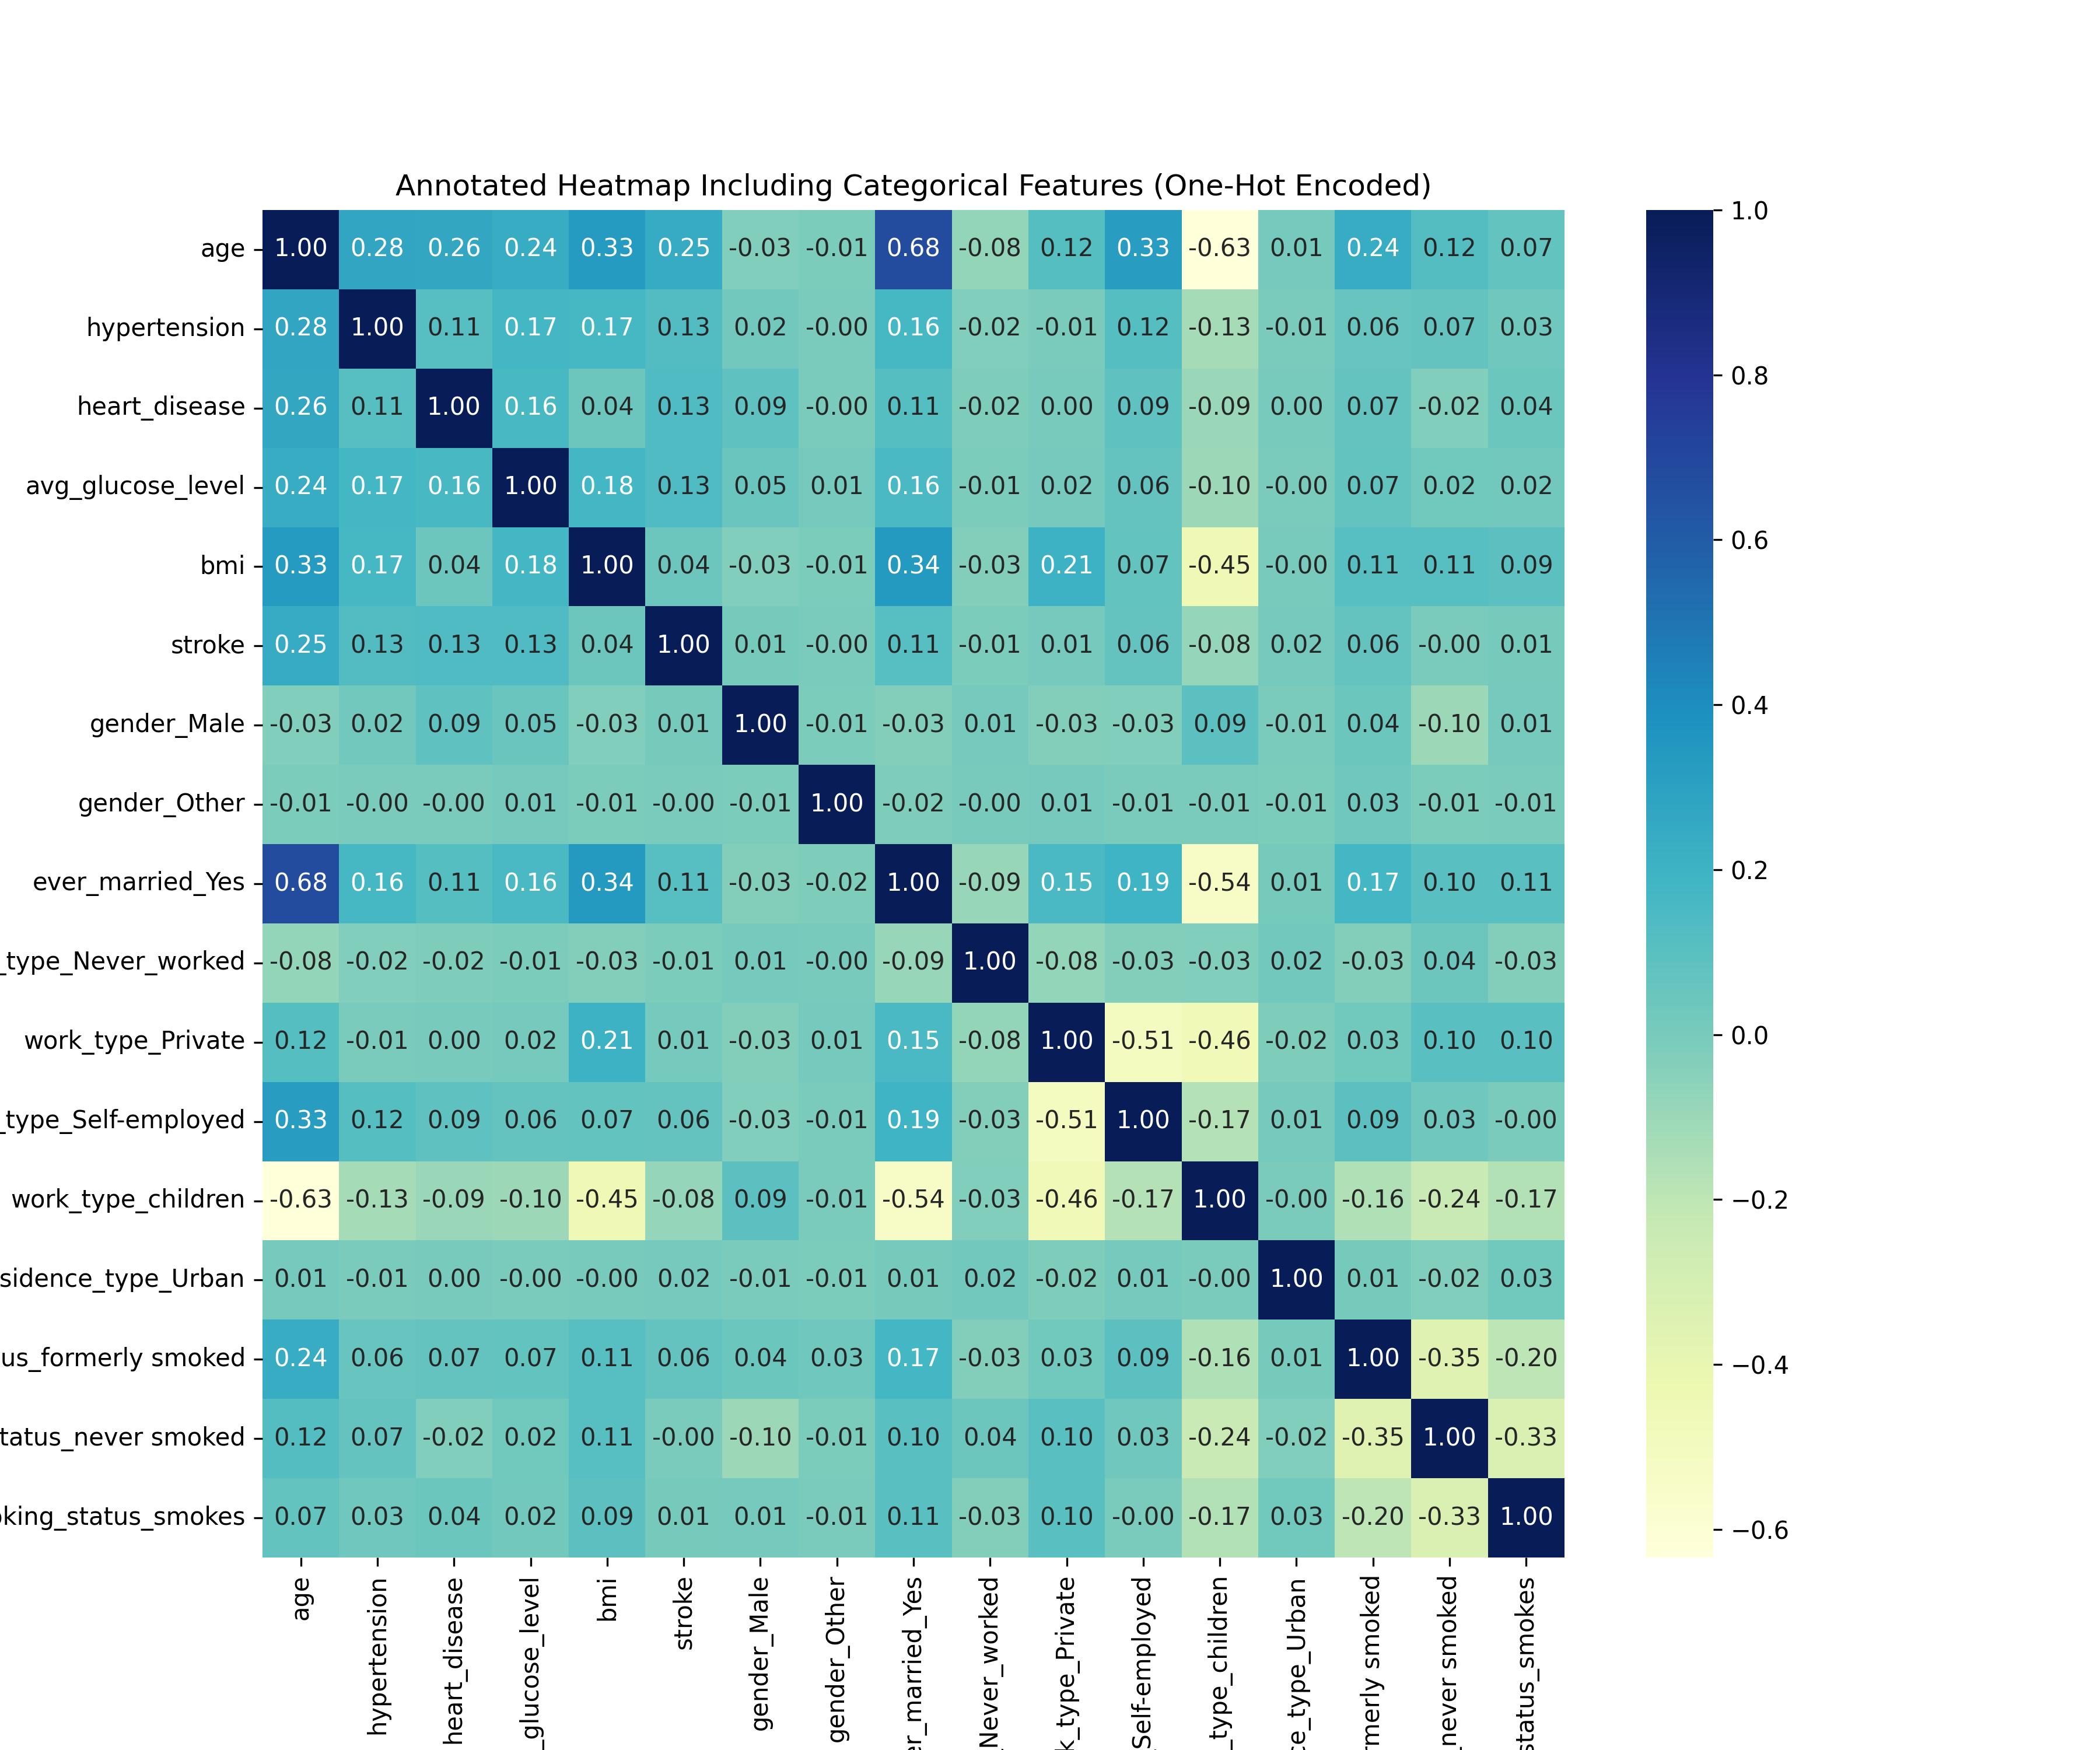 Annotated Heatmap Including Categorical Features (One-Hot Encoded)
age 1.00 0.28 0.26 0.24 0.33 0.25 -0.03 -0.01 0.68 -0.08 0.12 0.33 -0.63 0.01 0.24 0.12 0.07
hypertension 0.28 1.00 0.11 0.17 0.17 0.13 0.02 -0.00 0.16 -0.02 -0.01 0.12 -0.13 -0.01 0.06 0.07 0.03
heart_disease 0.26 0.11 1.00 0.16 0.04 0.13 0.09 -0.00 0.11 -0.02 0.00 0.09 -0.09 0.00 0.07 -0.02 0.04
avg_glucose_level 0.24 0.17 0.16 1.00 0.18 0.13 0.05 0.01 0.16 -0.01 0.02 0.06 -0.10 -0.00 0.07 0.02 0.02
bmi 0.33 0.17 0.04 0.18 1.00 0.04 -0.03 -0.01 0.34 -0.03 0.21 0.07 -0.45 -0.00 0.11 0.11 0.09
stroke 0.25 0.13 0.13 0.13 0.04 1.00 0.01 -0.00 0.11 -0.01 0.01 0.06 -0.08 0.02 0.06 -0.00 0.01
gender_Male -0.03 0.02 0.09 0.05 -0.03 0.01 1.00 -0.01 -0.03 0.01 -0.03 -0.03 0.09 -0.01 0.04 -0.10 0.01
gender_Other -0.01 -0.00 -0.00 0.01 -0.01 -0.00 -0.01 1.00 -0.02 -0.00 0.01 -0.01 -0.01 -0.01 0.03 -0.01 -0.01
ever_married_Yes 0.68 0.16 0.11 0.16 0.34 0.11 -0.03 -0.02 1.00 -0.09 0.15 0.19 -0.54 0.01 0.17 0.10 0.11
_type_Never_worked -0.08 -0.02 -0.02 -0.01 -0.03 -0.01 0.01 -0.00 -0.09 1.00 -0.08 -0.03 -0.03 0.02 -0.03 0.04 -0.03
work_type_Private 0.12 -0.01 0.00 0.02 0.21 0.01 -0.03 0.01 0.15 -0.08 1.00 -0.51 -0.46 -0.02 0.03 0.10 0.10
_type_Self-employed 0.33 0.12 0.09 0.06 0.07 0.06 -0.03 -0.01 0.19 -0.03 -0.51 1.00 -0.17 0.01 0.09 0.03 -0.00
work_type_children -0.63 -0.13 -0.09 -0.10 -0.45 -0.08 0.09 -0.01 -0.54 -0.03 -0.46 -0.17 1.00 -0.00 -0.16 -0.24 -0.17
sidence_type_Urban 0.01 -0.01 0.00 -0.00 -0.00 0.02 -0.01 -0.01 0.01 0.02 -0.02 0.01 -0.00 1.00 0.01 -0.02 0.03
us_formerly smoked 0.24 0.06 0.07 0.07 0.11 0.06 0.04 0.03 0.17 -0.03 0.03 0.09 -0.16 0.01 1.00 -0.35 -0.20
tatus_never smoked 0.12 0.07 -0.02 0.02 0.11 -0.00 -0.10 -0.01 0.10 0.04 0.10 0.03 -0.24 -0.02 -0.35 1.00 -0.33
oking_status_smokes 0.07 0.03 0.04 0.02 0.09 0.01 0.01 -0.01 0.11 -0.03 0.10 -0.00 -0.17 0.03 -0.20 -0.33 1.00
age
hypertension
heart_disease
_glucose_level
bmi
stroke
gender_Male
gender_Other
er_married_Yes
_Never_worked
k_type_Private
Self-employed
_type_children
ce_type_Urban
rmerly smoked
never smoked
status_smokes
1.0
0.8
0.6
0.4
0.2
0.0
−0.2
−0.4
−0.6